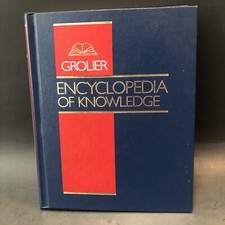 GROLIER
ENCYCLOPEDIA
OF KNOWLEDGE